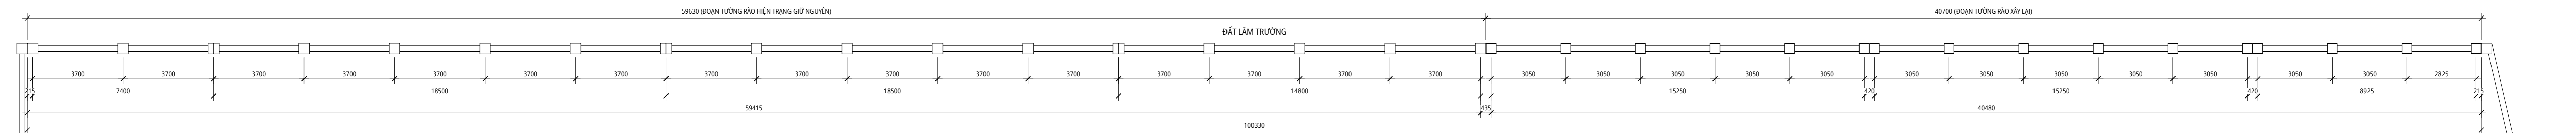 59630 (ĐOẠN TƯỜNG RÀO HIỆN TRẠNG GIỮ NGUYÊN) 40700 (ĐOẠN TƯỜNG RÀO XÂY LẠI)
ĐẤT LÂM TRƯỜNG
3700 3700 3700 3700 3700 3700 3700 3700 3700 3700 3700 3700 3700 3700 3700 3700 3050 3050 3050 3050 3050 3050 3050 3050 3050 3050 3050 3050 2825
215 7400 18500 18500 14800 15250 420 15250 420 8925 215
59415 435 40480
100330